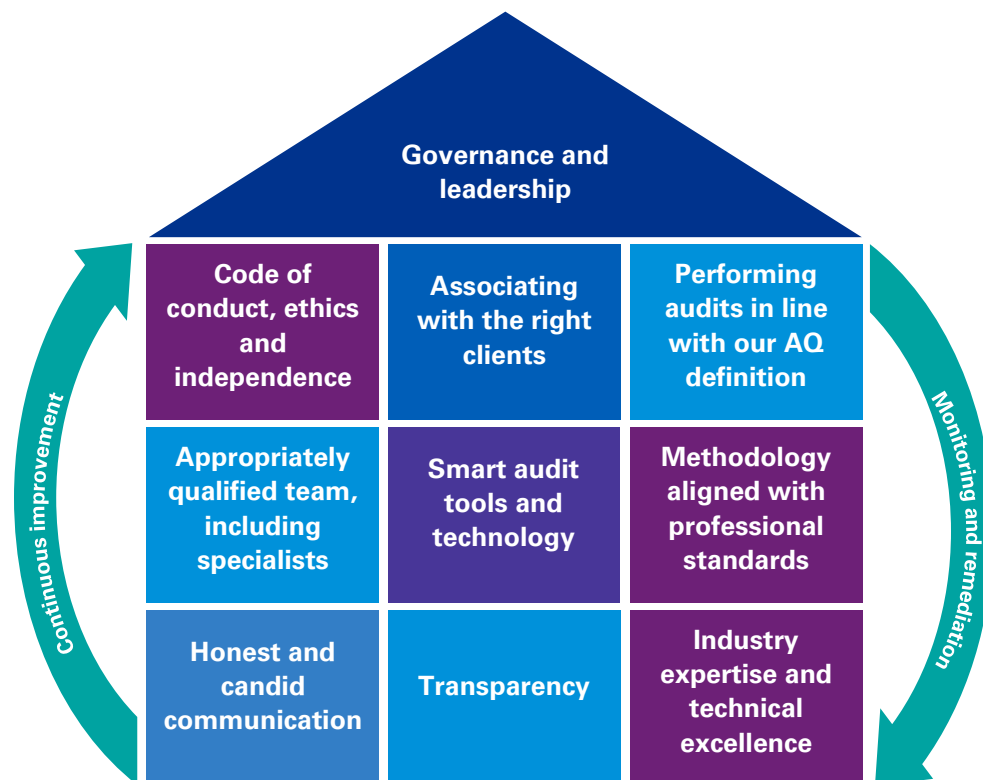 Governance and
leadership
Code of
conduct, ethics
and
independence
Associating
with the right
clients
Performing
audits in line
with our AQ
definition
Appropriately
qualified team,
including
specialists
Smart audit
tools and
technology
Methodology
aligned with
professional
standards
Honest and
candid
communication
Transparency
Industry
expertise and
technical
excellence
Continuous improvement
Monitoring and remediation